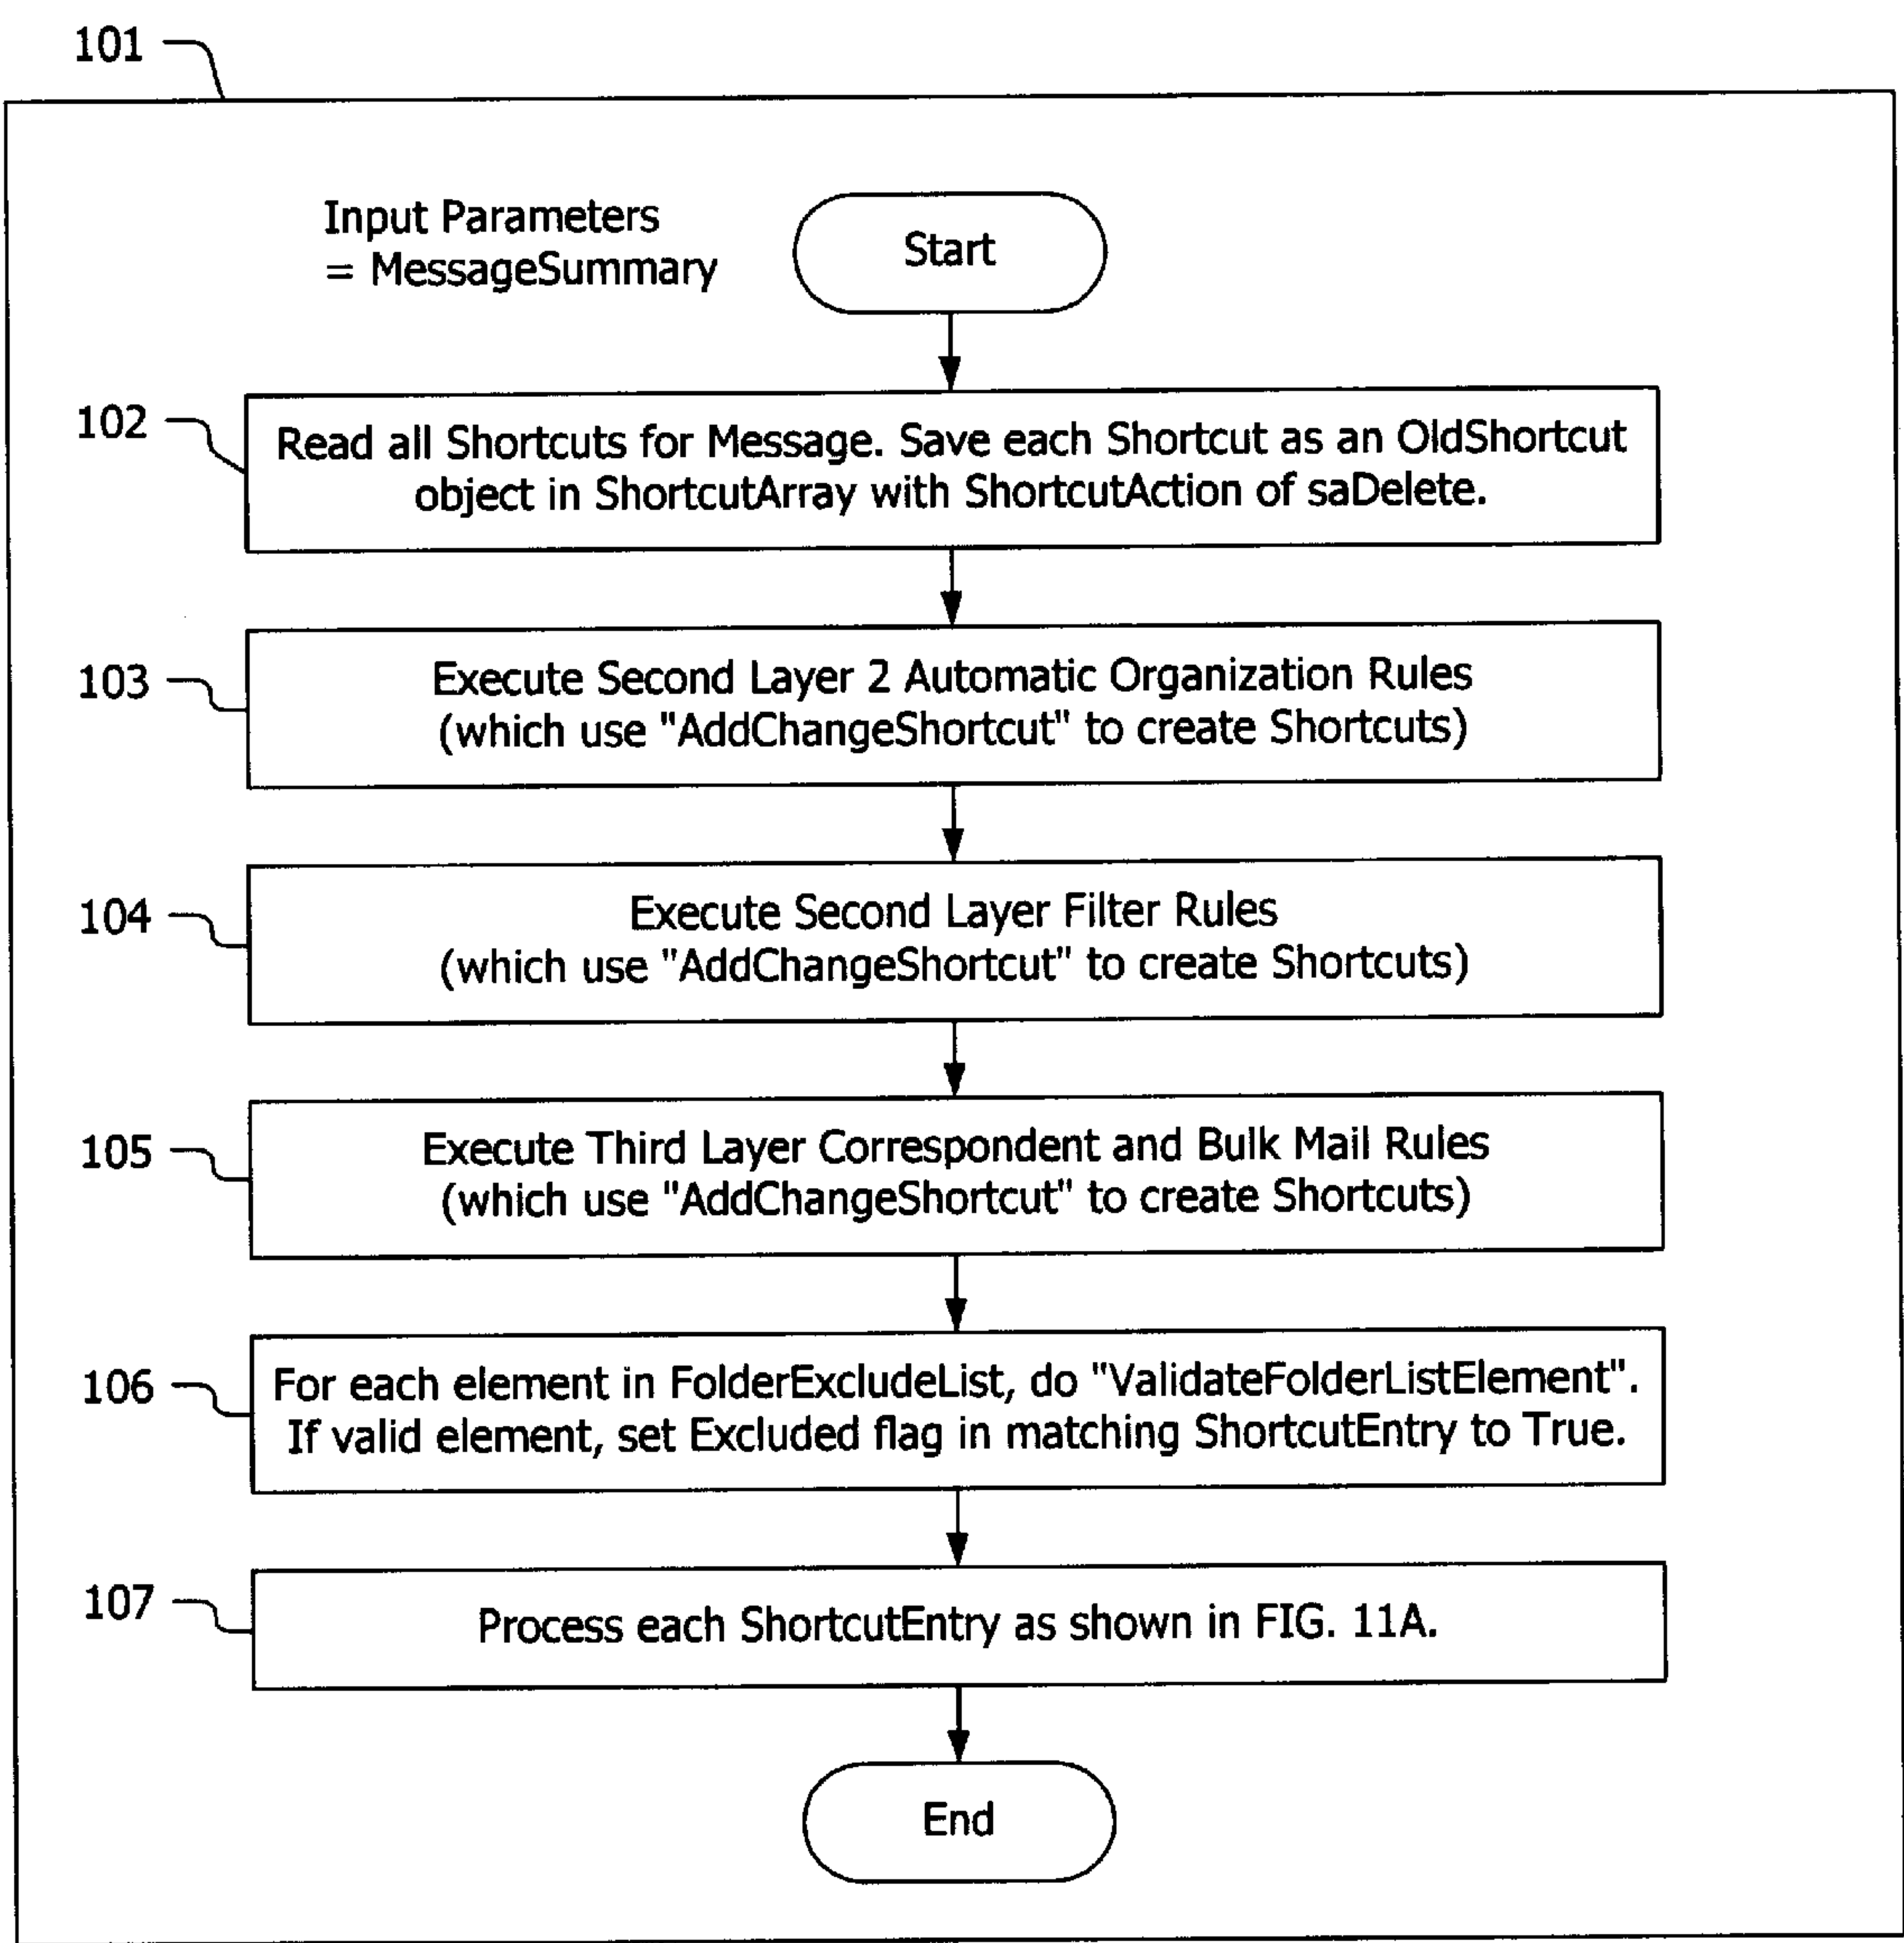 101
Input Parameters
= MessageSummary
Start
102
Read all Shortcuts for Message. Save each Shortcut as an OldShortcut
object in ShortcutArray with ShortcutAction of saDelete.
103
Execute Second Layer 2 Automatic Organization Rules
(which use "AddChangeShortcut" to create Shortcuts)
104
Execute Second Layer Filter Rules
(which use "AddChangeShortcut" to create Shortcuts)
105
Execute Third Layer Correspondent and Bulk Mail Rules
(which use "AddChangeShortcut" to create Shortcuts)
106
For each element in FolderExcludeList, do "ValidateFolderListElement".
If valid element, set Excluded flag in matching ShortcutEntry to True.
107
Process each ShortcutEntry as shown in FIG. 11A.
End